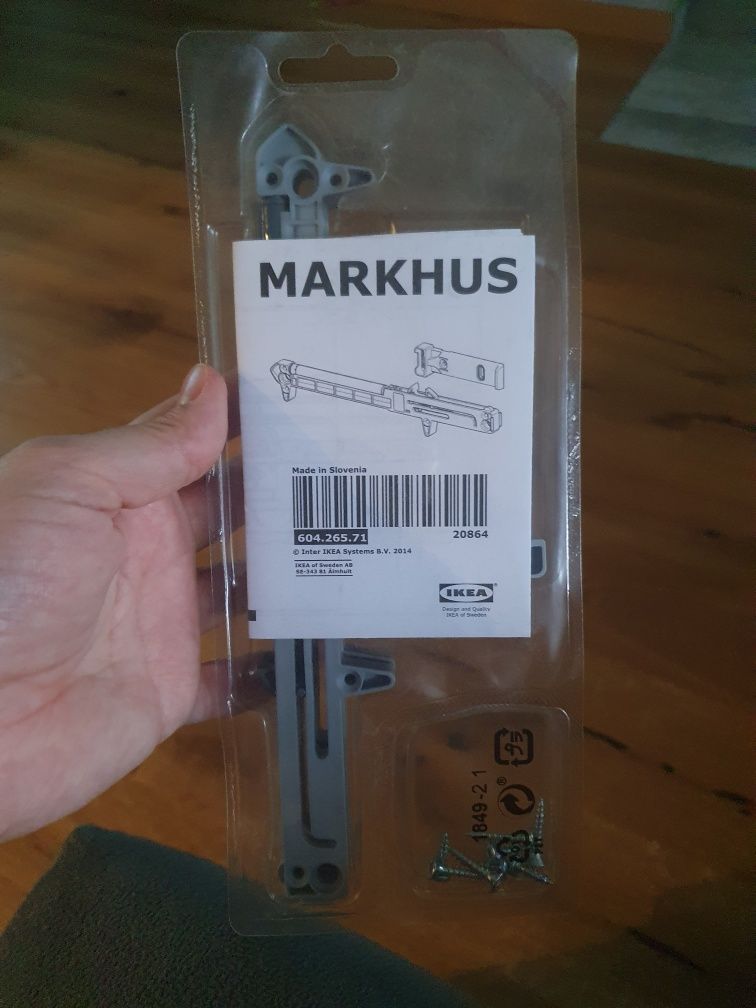 MARKHUS
Made in Slovenia
604.265.71
20864
© Inter IKEA Systems B.V. 2014
IKEA of Sweden AB
SE-343 81 Älmhult
IKEA®
Design and Quality
IKEA of Sweden
1849-2 1
®